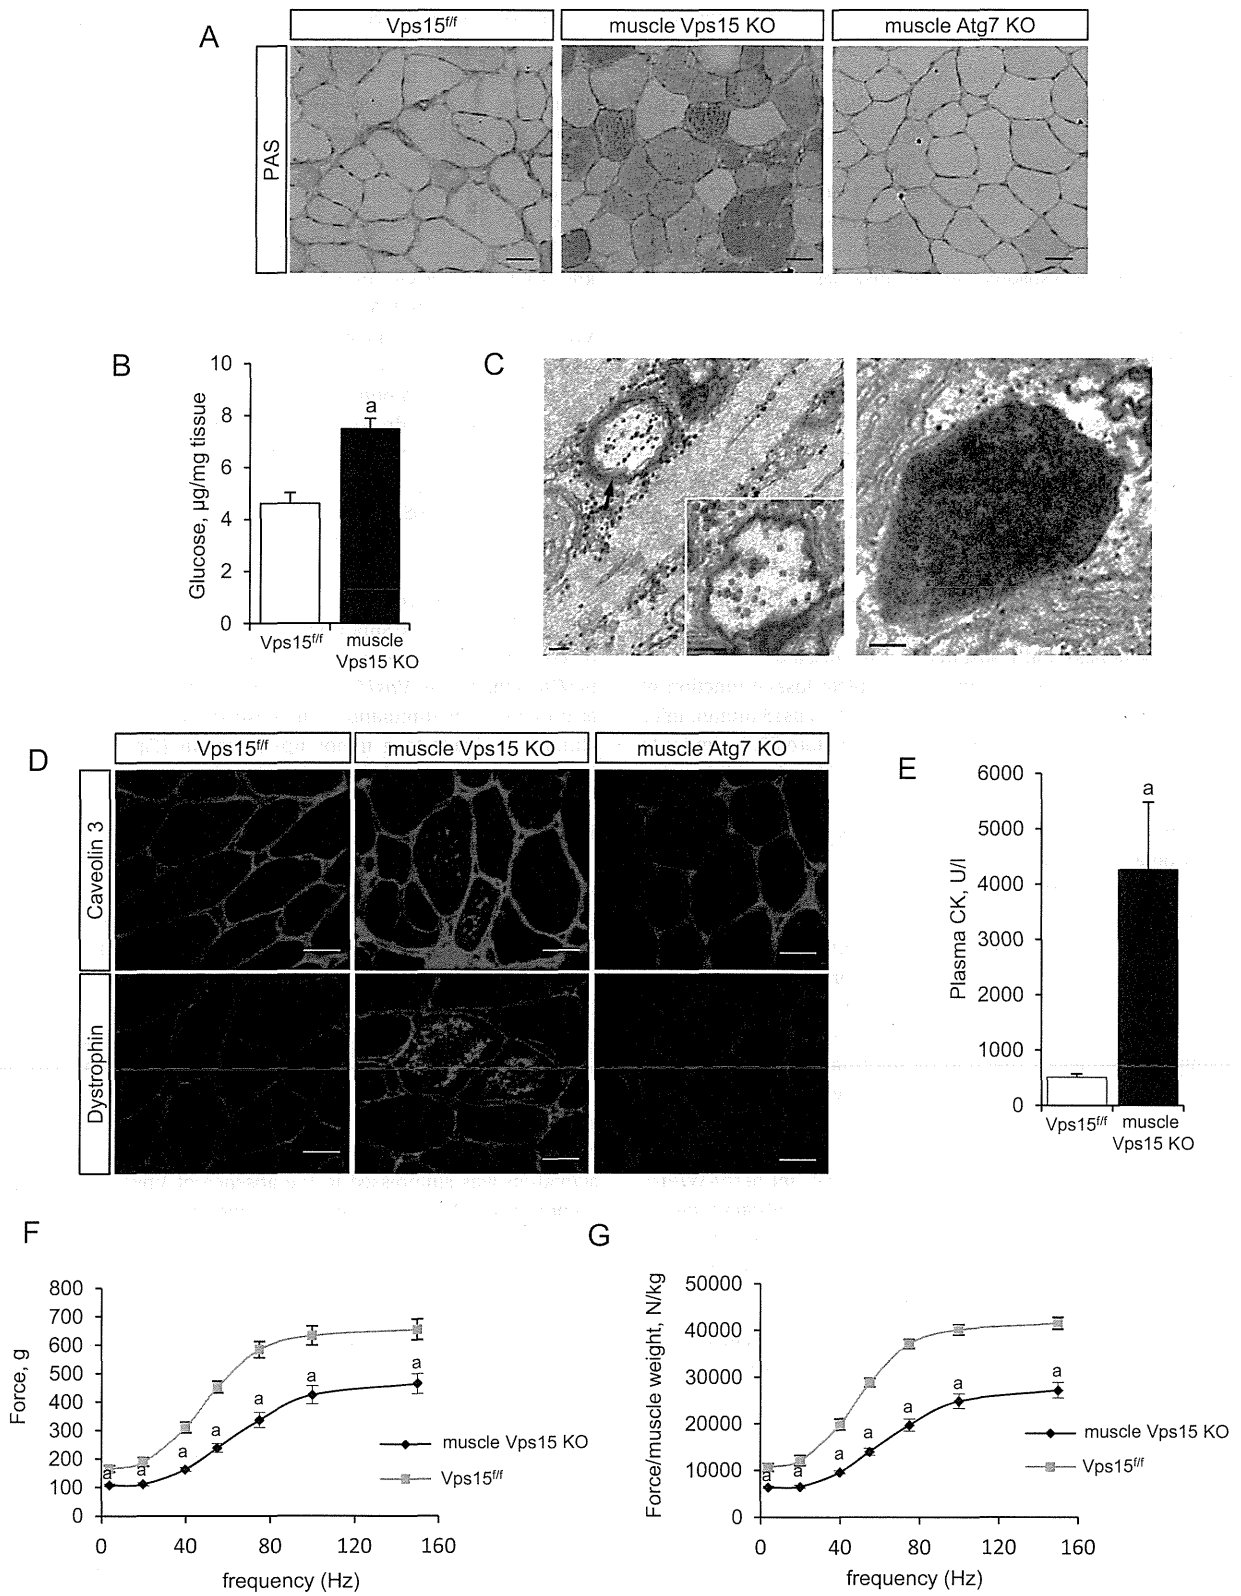 A
Vps15f/f
muscle Vps15 KO
muscle Atg7 KO
PAS
B
Glucose, µg/mg tissue
10
8
6
4
2
0
a
Vps15f/f
muscle
Vps15 KO
C
D
Vps15f/f
muscle Vps15 KO
muscle Atg7 KO
Caveolin 3
Dystrophin
E
Plasma CK, U/l
6000
5000
4000
3000
2000
1000
0
a
Vps15f/f
muscle
Vps15 KO
F
Force, g
800
700
600
500
400
300
200
100
0
a
a
a
a
a
a
a
0
40
80
120
160
frequency (Hz)
muscle Vps15 KO
Vps15f/f
G
Force/muscle weight, N/kg
50000
40000
30000
20000
10000
0
a
a
a
a
a
a
a
0
40
80
120
160
frequency (Hz)
muscle Vps15 KO
Vps15f/f